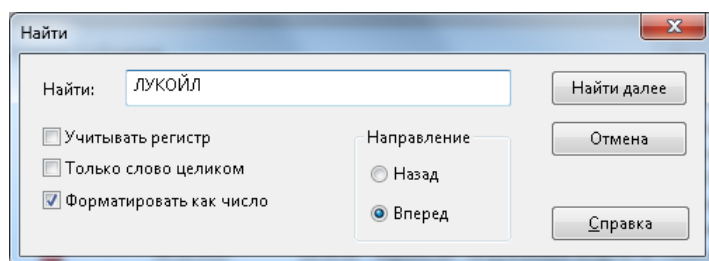 Найти
Найти:
ЛУКОЙЛ
Найти далее
Учитывать регистр
Направление
Отмена
Только слово целиком
Назад
Форматировать как число
Вперед
Справка